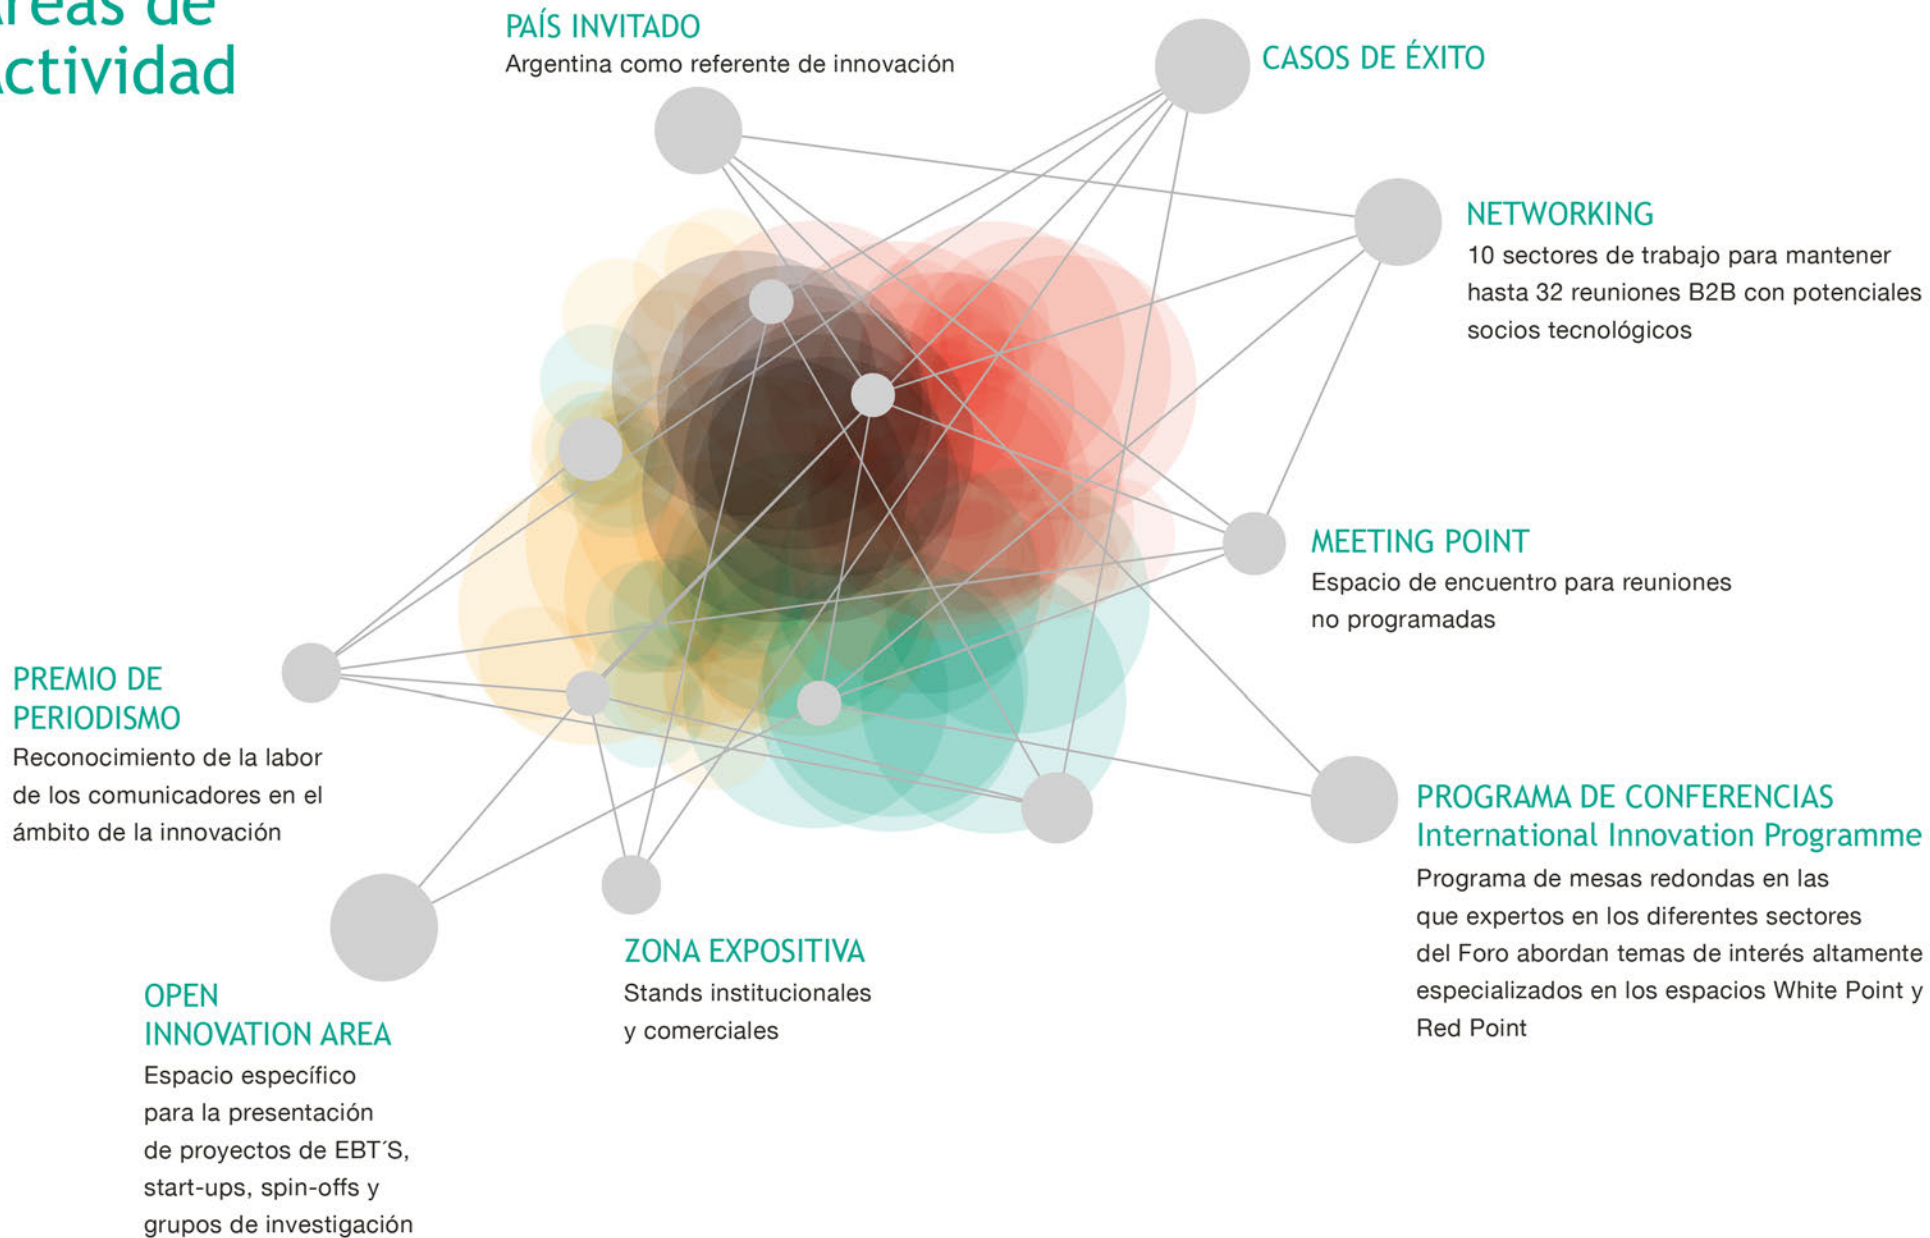 Áreas de
Actividad
PAÍS INVITADO
Argentina como referente de innovación
CASOS DE ÉXITO
NETWORKING
10 sectores de trabajo para mantener
hasta 32 reuniones B2B con potenciales
socios tecnológicos
MEETING POINT
Espacio de encuentro para reuniones
no programadas
PREMIO DE
PERIODISMO
Reconocimiento de la labor
de los comunicadores en el
ámbito de la innovación
PROGRAMA DE CONFERENCIAS
International Innovation Programme
Programa de mesas redondas en las
que expertos en los diferentes sectores
del Foro abordan temas de interés altamente
especializados en los espacios White Point y
Red Point
ZONA EXPOSITIVA
Stands institucionales
y comerciales
OPEN
INNOVATION AREA
Espacio específico
para la presentación
de proyectos de EBT´S,
start-ups, spin-offs y
grupos de investigación